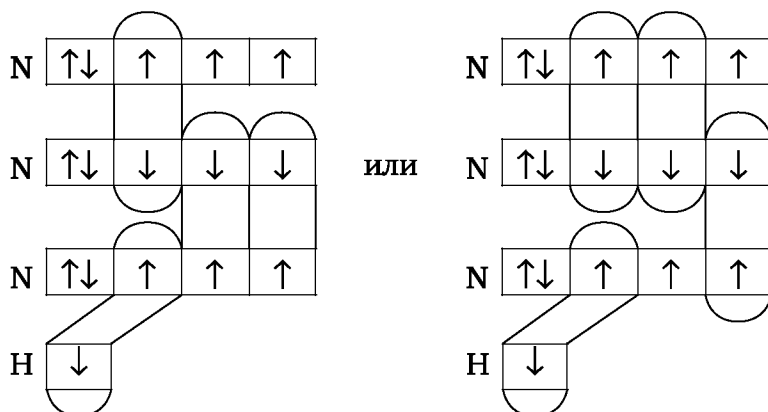 N ↑↓ ↑ ↑ ↑
N ↑↓ ↓ ↓ ↓
N ↑↓ ↑ ↑ ↑
H ↓
или
N ↑↓ ↑ ↑ ↑
N ↑↓ ↓ ↓ ↓
N ↑↓ ↑ ↑ ↑
H ↓